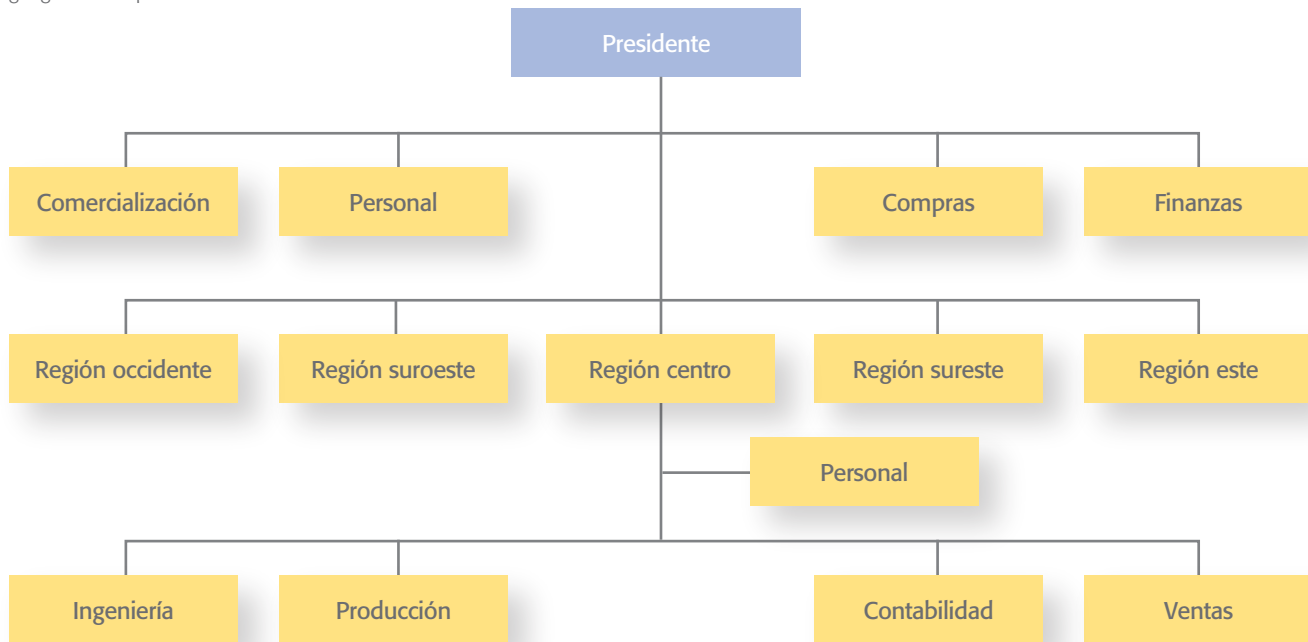 Presidente
Comercialización
Personal
Compras
Finanzas
Región occidente
Región suroeste
Región centro
Región sureste
Región este
Personal
Ingeniería
Producción
Contabilidad
Ventas